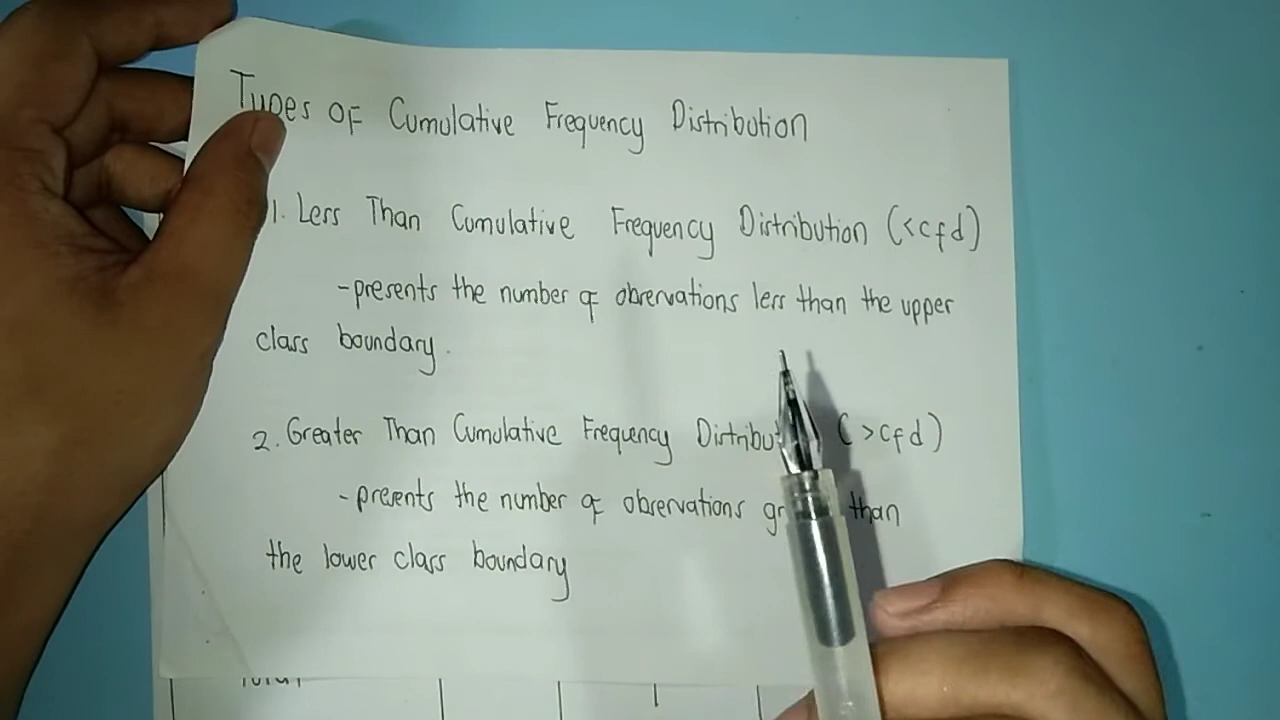 Types of Cumulative Frequency Distribution
1. Less Than Cumulative Frequency Distribution (<cfd)
-presents the number of observations less than the upper
class boundary.
2. Greater Than Cumulative Frequency (>cfd)
-presents the number of observations than
the lower class boundary